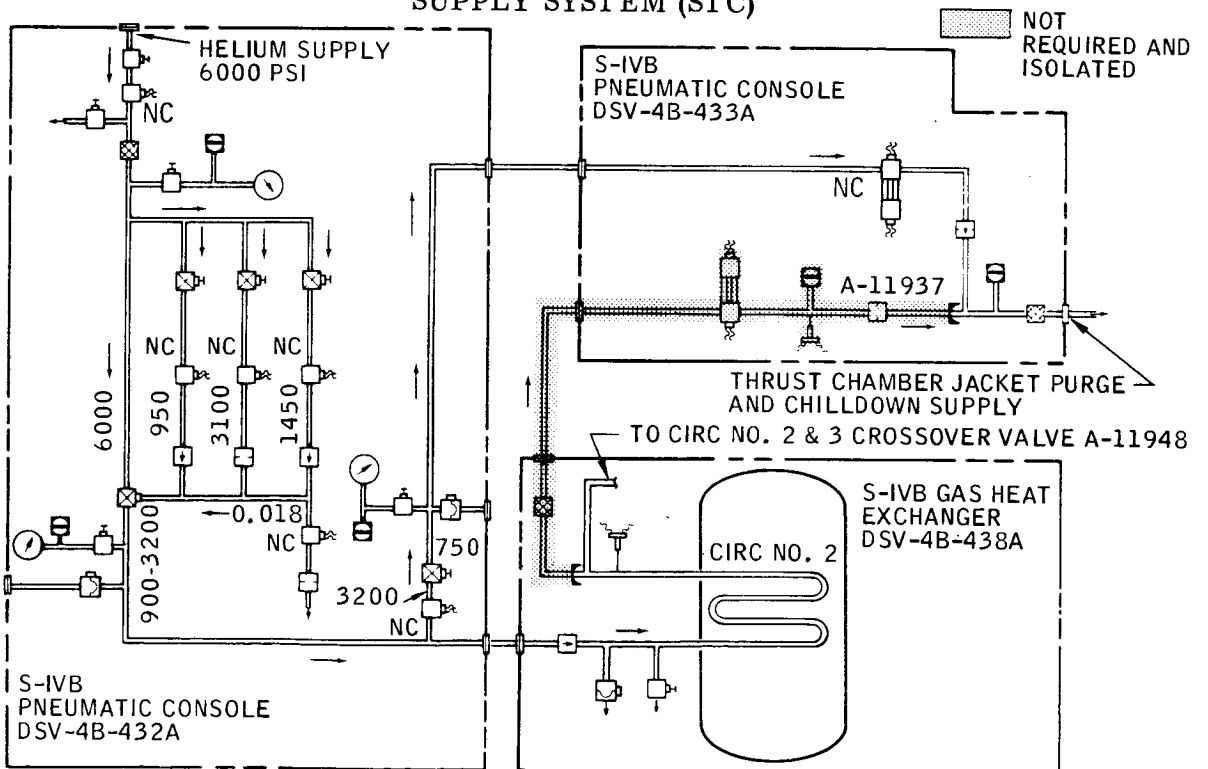 SUPPLY SYSTEM (STC)
NOT
REQUIRED AND
ISOLATED
HELIUM SUPPLY
6000 PSI
NC
S-IVB
PNEUMATIC CONSOLE
DSV-4B-433A
NC
A-11937
NC
NC
NC
6000
950
3100
1450
THRUST CHAMBER JACKET PURGE
AND CHILLDOWN SUPPLY
TO CIRC NO. 2 & 3 CROSSOVER VALVE A-11948
S-IVB GAS HEAT
EXCHANGER
DSV-4B-438A
0.018
NC
900-3200
750
3200
NC
CIRC NO. 2
S-IVB
PNEUMATIC CONSOLE
DSV-4B-432A